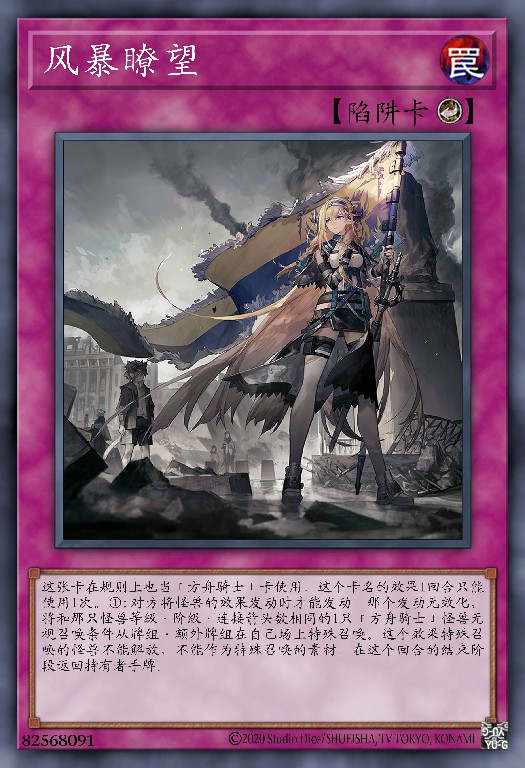 风暴瞭望
罠
【陷阱卡】
这张卡在规则上也当「方舟骑士」卡使用。这个卡名的效果1回合只能
使用1次。①:对方将怪兽的效果发动时才能发动。那个发动无效化,
将和那只怪兽等级·阶级·连接箭头数相同的1只「方舟骑士」怪兽无
视召唤条件从牌组·额外牌组在自己场上特殊召唤。这个效果特殊召
唤的怪兽不能解放,不能作为特殊召唤的素材,在这个回合的结束阶
段返回持有者手牌.
82568091
©2020 Studio Dice/SHUEISHA, TV TOKYO, KONAMI